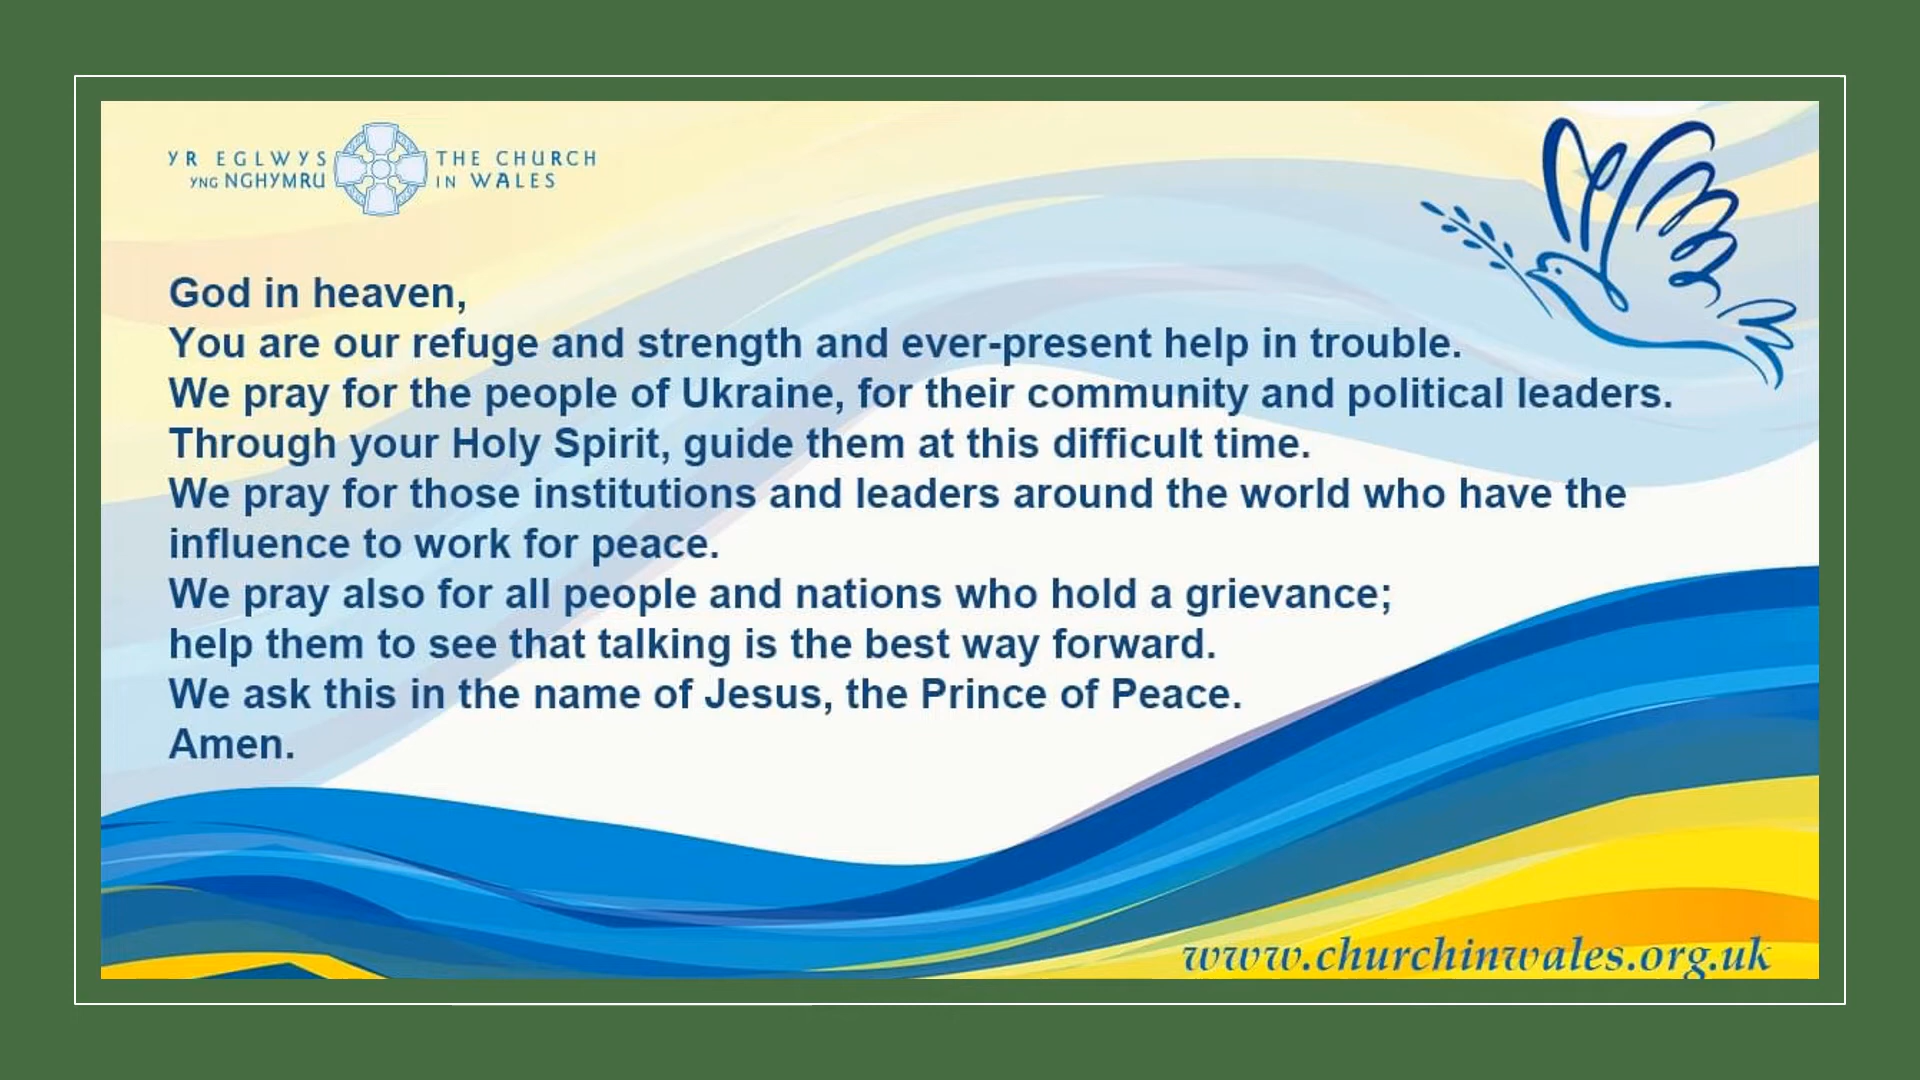 YR EGLWYS
YNG NGHYMRU
THE CHURCH
IN WALES
God in heaven,
You are our refuge and strength and ever-present help in trouble.
We pray for the people of Ukraine, for their community and political leaders.
Through your Holy Spirit, guide them at this difficult time.
We pray for those institutions and leaders around the world who have the
influence to work for peace.
We pray also for all people and nations who hold a grievance;
help them to see that talking is the best way forward.
We ask this in the name of Jesus, the Prince of Peace.
Amen.
www.churchinwales.org.uk